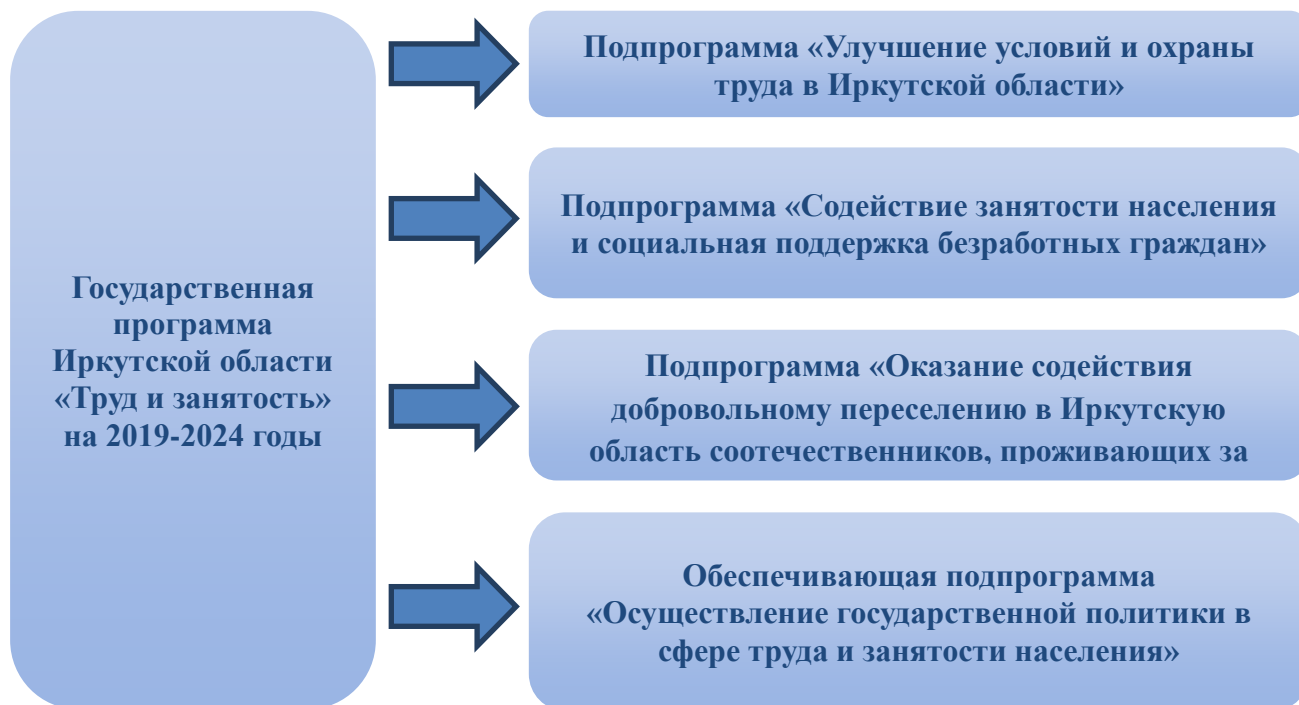 Государственная
программа
Иркутской области
«Труд и занятость»
на 2019-2024 годы
Подпрограмма «Улучшение условий и охраны
труда в Иркутской области»
Подпрограмма «Содействие занятости населения
и социальная поддержка безработных граждан»
Подпрограмма «Оказание содействия
добровольному переселению в Иркутскую
область соотечественников, проживающих за
Обеспечивающая подпрограмма
«Осуществление государственной политики в
сфере труда и занятости населения»